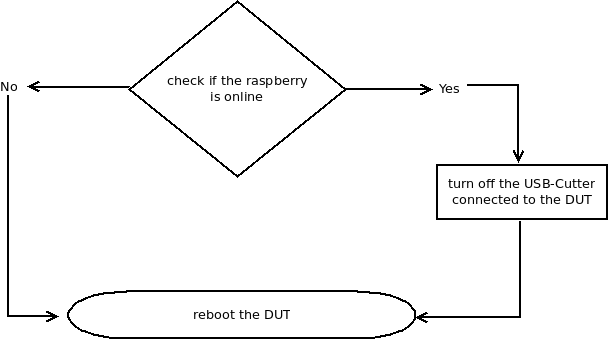 check if the raspberry
is online
No
Yes
turn off the USB-Cutter
connected to the DUT
reboot the DUT